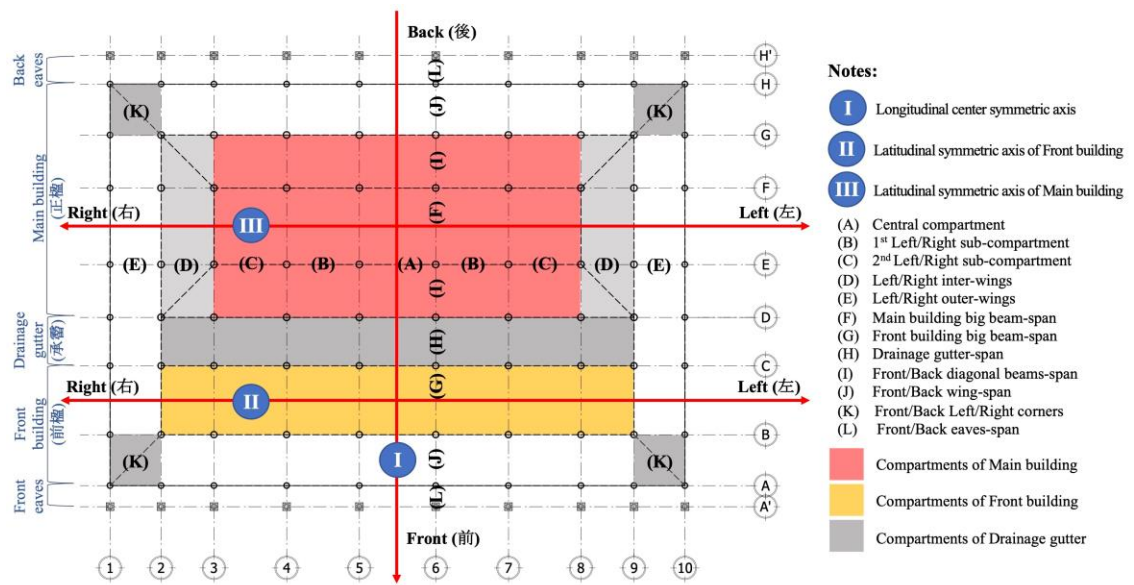 Back (後)
Back eaves
(L)
H'
H
(K)
(J)
(K)
G
Main building
(正楹)
(I)
F
(F)
Right (右)
III
Left (左)
(E)
(D)
(C)
(B)
(A)
(B)
(C)
(D)
(E)
E
(I)
D
Drainage gutter
(承霤)
(H)
C
Right (右)
(G)
Left (左)
II
Front building
(前楹)
B
(K)
I
(J)
(K)
A
Front eaves
(L)
A'
Front (前)
1 2 3 4 5 6 7 8 9 10
Notes:
I Longitudinal center symmetric axis
II Latitudinal symmetric axis of Front building
III Latitudinal symmetric axis of Main building
(A) Central compartment
(B) 1st Left/Right sub-compartment
(C) 2nd Left/Right sub-compartment
(D) Left/Right inter-wings
(E) Left/Right outer-wings
(F) Main building big beam-span
(G) Front building big beam-span
(H) Drainage gutter-span
(I) Front/Back diagonal beams-span
(J) Front/Back wing-span
(K) Front/Back Left/Right corners
(L) Front/Back eaves-span
Compartments of Main building
Compartments of Front building
Compartments of Drainage gutter